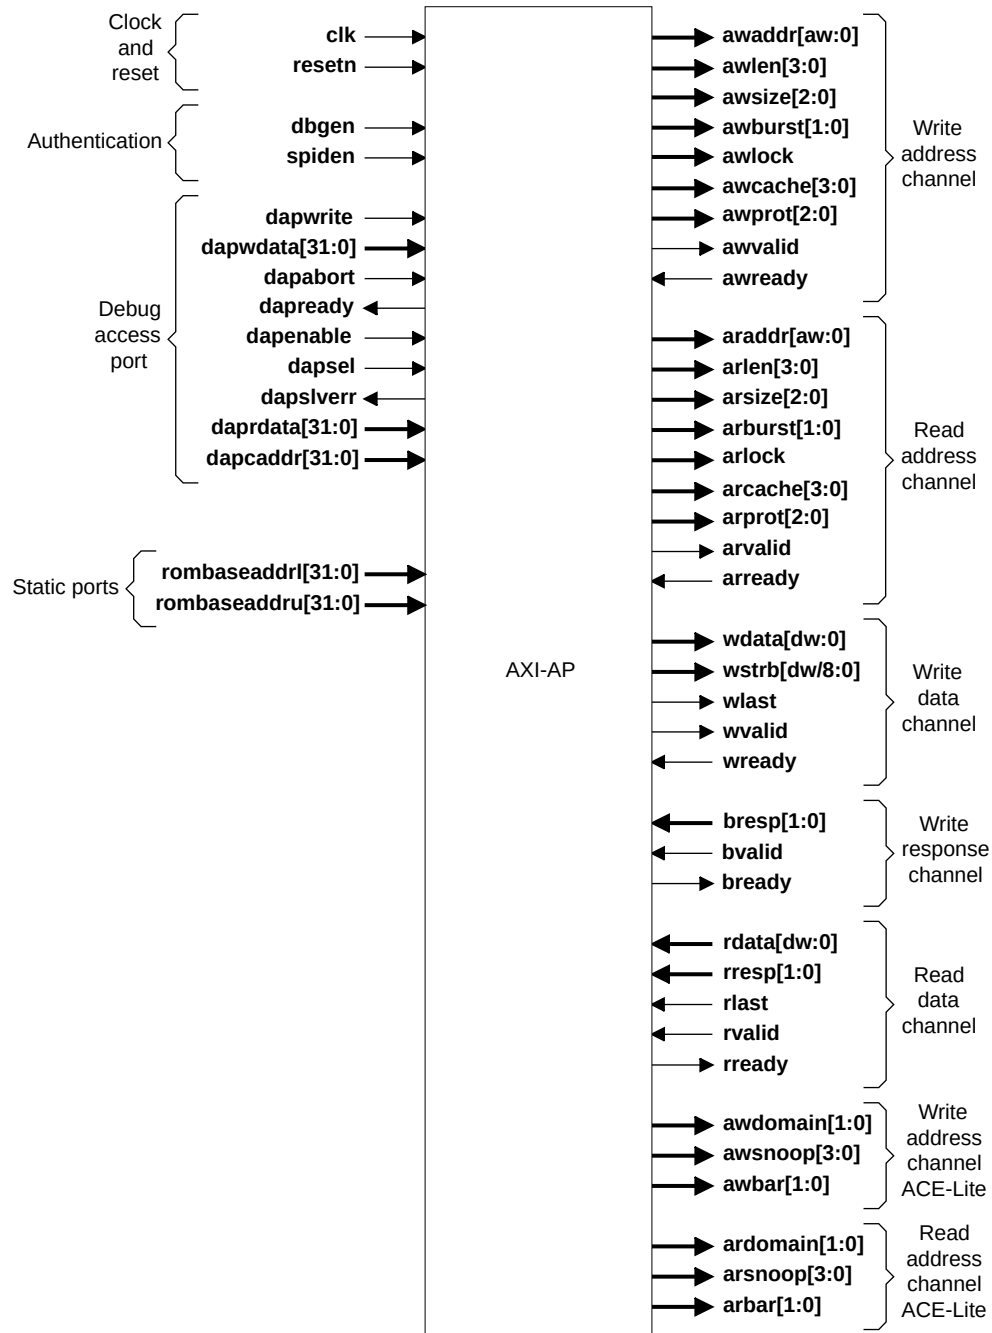 Clock
and
reset
clk
resetn
Authentication
dbgen
spiden
Debug
access
port
dapwrite
dapwdata[31:0]
dapabort
dapready
dapenable
dapsel
dapslverr
daprdata[31:0]
dapcaddr[31:0]
Static ports
rombaseaddrl[31:0]
rombaseaddru[31:0]
AXI-AP
awaddr[aw:0]
awlen[3:0]
awsize[2:0]
awburst[1:0]
awlock
awcache[3:0]
awprot[2:0]
awvalid
awready
Write
address
channel
araddr[aw:0]
arlen[3:0]
arsize[2:0]
arburst[1:0]
arlock
arcache[3:0]
arprot[2:0]
arvalid
arready
Read
address
channel
wdata[dw:0]
wstrb[dw/8:0]
wlast
wvalid
wready
Write
data
channel
bresp[1:0]
bvalid
bready
Write
response
channel
rdata[dw:0]
rresp[1:0]
rlast
rvalid
rready
Read
data
channel
awdomain[1:0]
awsnoop[3:0]
awbar[1:0]
Write
address
channel
ACE-Lite
ardomain[1:0]
arsnoop[3:0]
arbar[1:0]
Read
address
channel
ACE-Lite